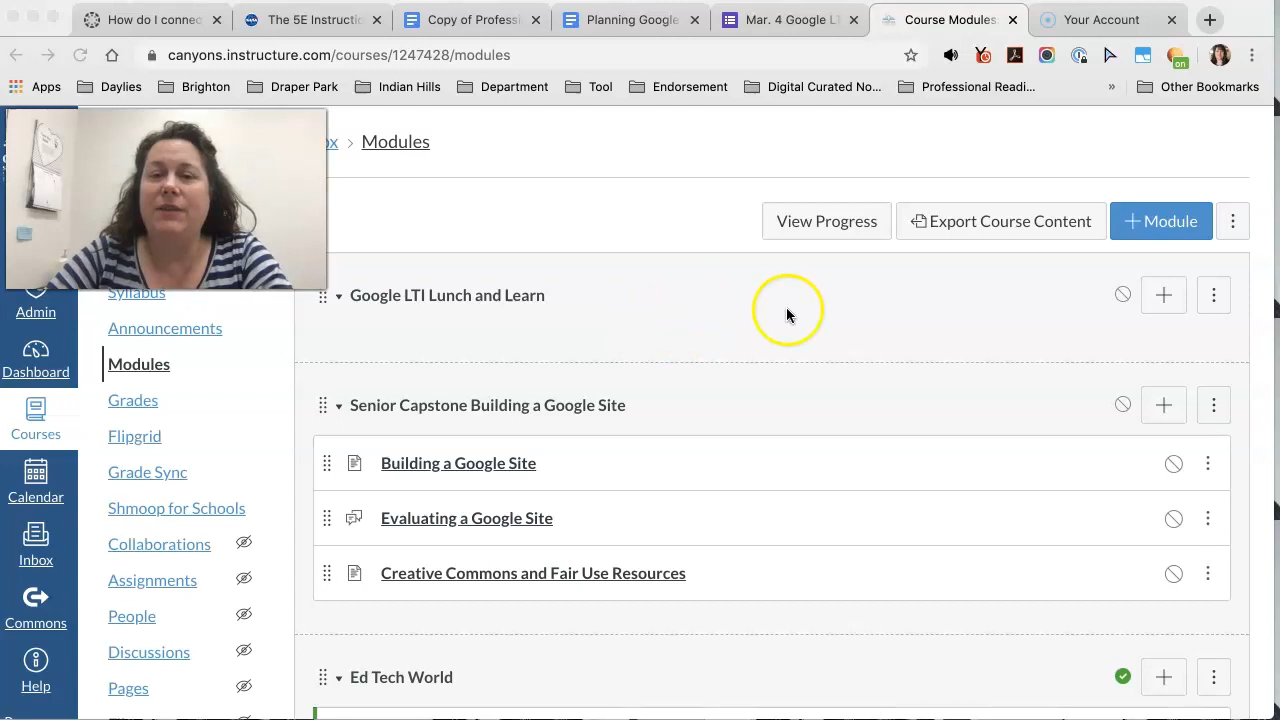 How do I connec
The 5E Instructi
Copy of Professi
Planning Google
Mar. 4 Google LT
Course Modules
Your Account
canyons.instructure.com/courses/1247428/modules
on
Apps
Daylies
Brighton
Draper Park
Indian Hills
Department
Tool
Endorsement
Digital Curated No...
Professional Readi...
»
Other Bookmarks
Modules
View Progress
Export Course Content
+ Module
Google LTI Lunch and Learn
Senior Capstone Building a Google Site
Building a Google Site
Evaluating a Google Site
Creative Commons and Fair Use Resources
Ed Tech World
Syllabus
Announcements
Modules
Grades
Flipgrid
Grade Sync
Shmoop for Schools
Collaborations
Assignments
People
Discussions
Pages
Admin
Dashboard
Courses
Calendar
Inbox
Commons
Help